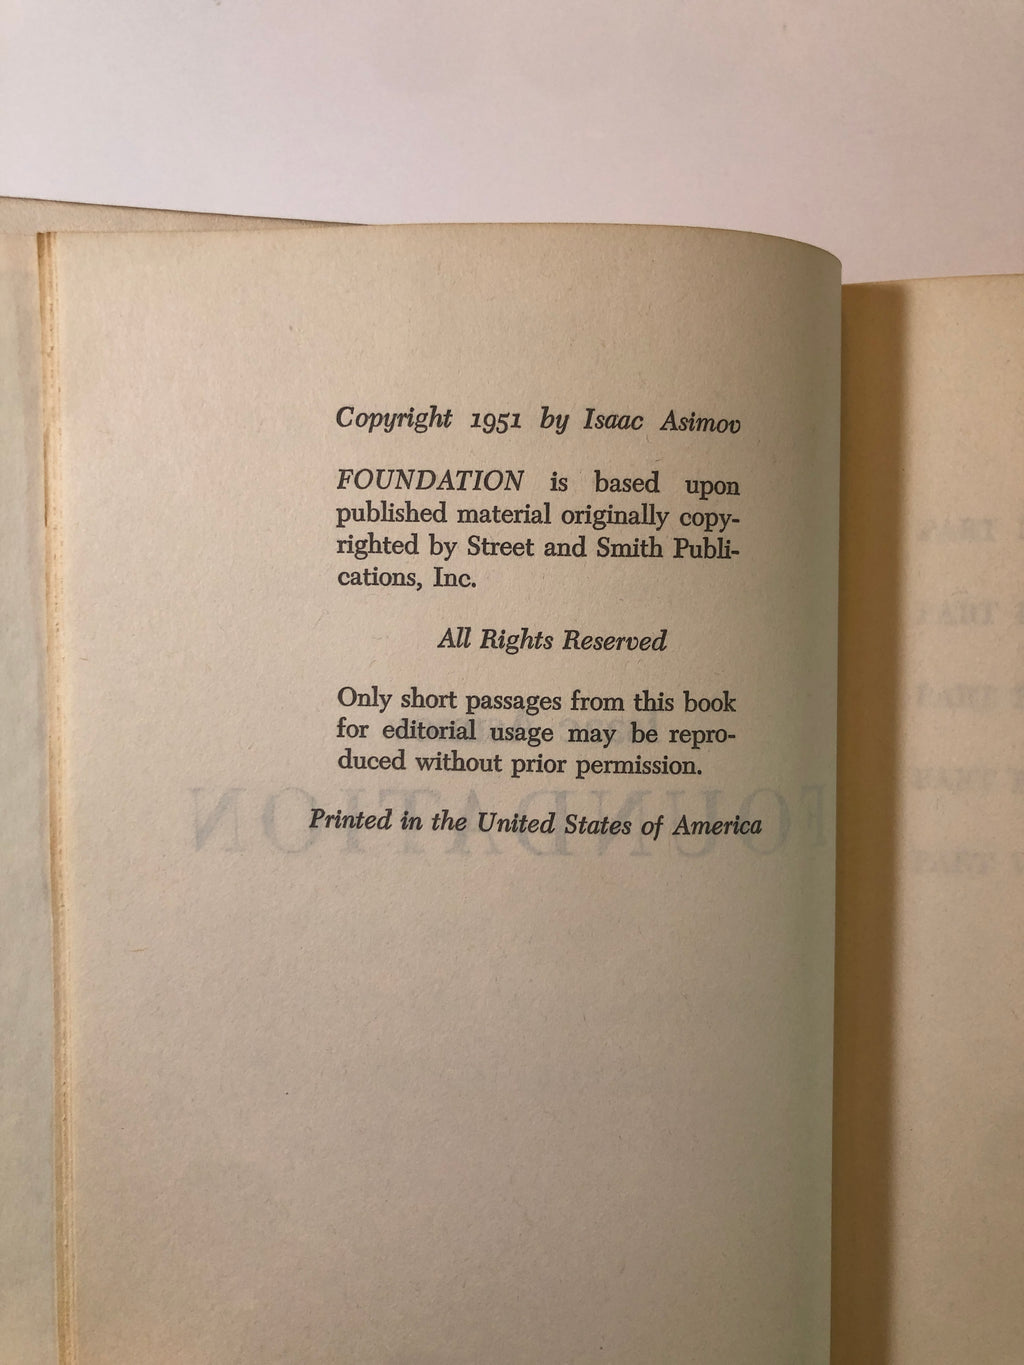 Copyright 1951 by Isaac Asimov
FOUNDATION is based upon
published material originally copy-
righted by Street and Smith Publi-
cations, Inc.
All Rights Reserved
Only short passages from this book
for editorial usage may be repro-
duced without prior permission.
Printed in the United States of America
FOUNDATION